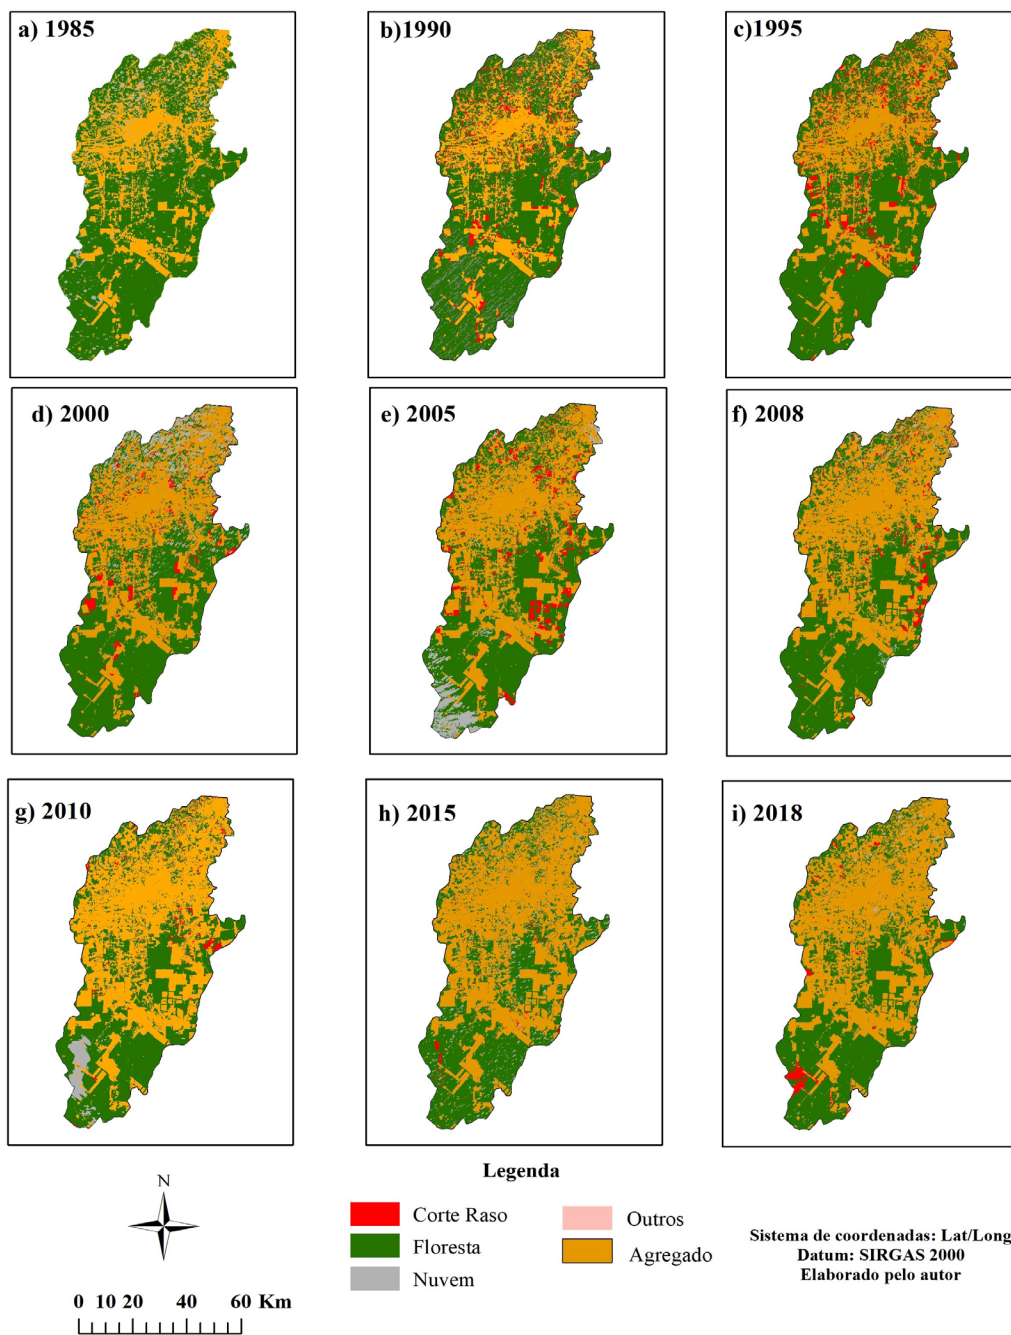 a) 1985
b)1990
c)1995
d) 2000
e) 2005
f) 2008
g) 2010
h) 2015
i) 2018
N
Legenda
Corte Raso
Floresta
Nuvem
Outros
Agregado
Sistema de coordenadas: Lat/Long
Datum: SIRGAS 2000
Elaborado pelo autor
0 10 20 40 60 Km